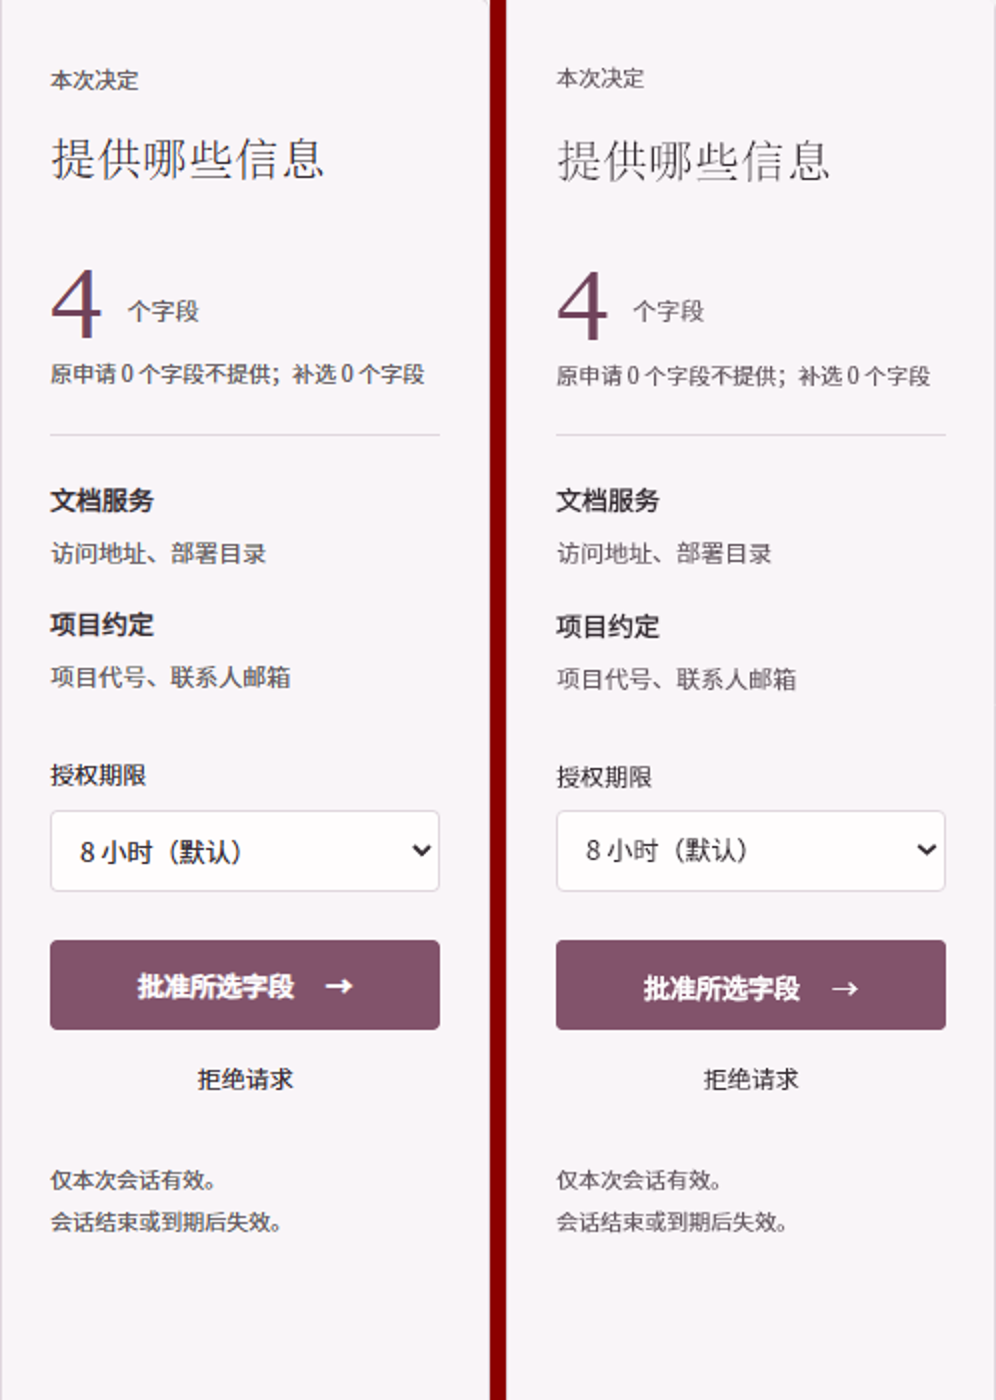 本次决定
提供哪些信息
4 个字段
原申请 0 个字段不提供；补选 0 个字段
文档服务
访问地址、部署目录
项目约定
项目代号、联系人邮箱
授权期限
8 小时（默认）
批准所选字段 →
拒绝请求
仅本次会话有效。
会话结束或到期后失效。
本次决定
提供哪些信息
4 个字段
原申请 0 个字段不提供；补选 0 个字段
文档服务
访问地址、部署目录
项目约定
项目代号、联系人邮箱
授权期限
8 小时（默认）
批准所选字段 →
拒绝请求
仅本次会话有效。
会话结束或到期后失效。